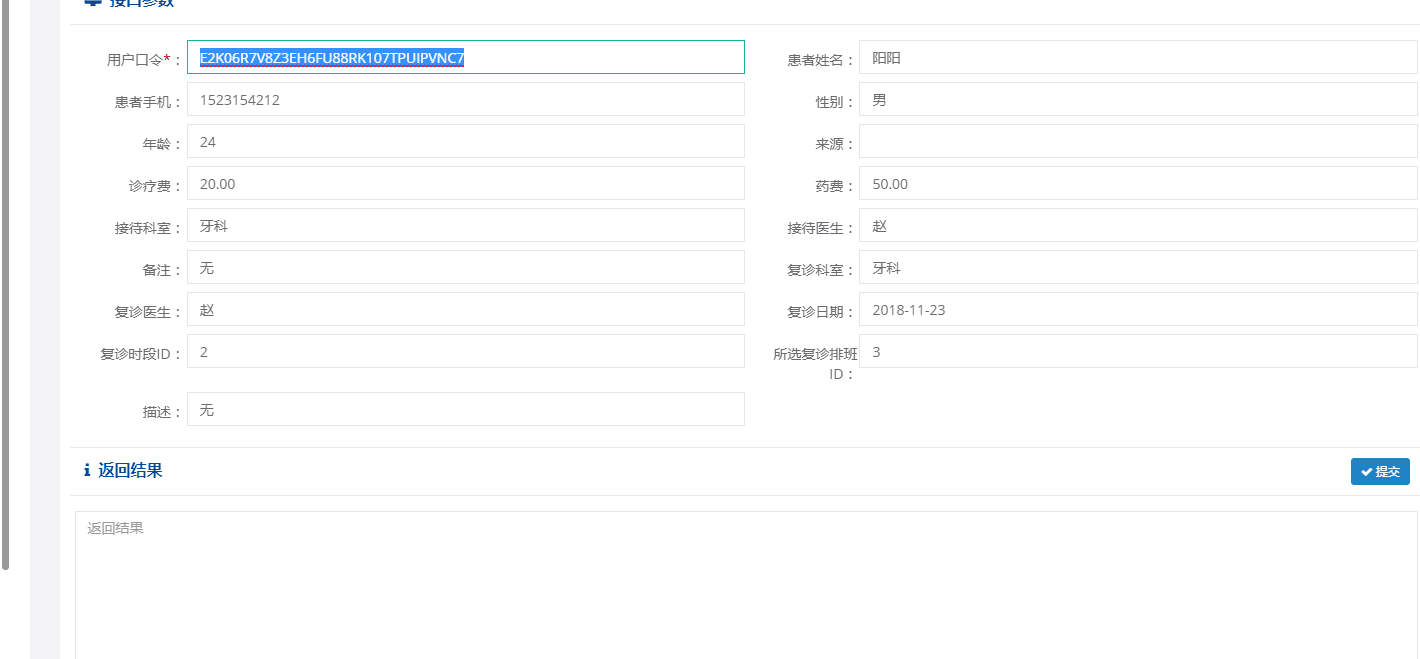 接口参数
用户口令*： E2K06R7V8Z3EH6FU88RK107TPUIPVNC7 患者姓名： 阳阳
患者手机： 1523154212 性别： 男
年龄： 24 来源：
诊疗费： 20.00 药费： 50.00
接待科室： 牙科 接待医生： 赵
备注： 无 复诊科室： 牙科
复诊医生： 赵 复诊日期： 2018-11-23
复诊时段ID： 2 所选复诊排班 3
ID：
描述： 无
返回结果 提交
返回结果